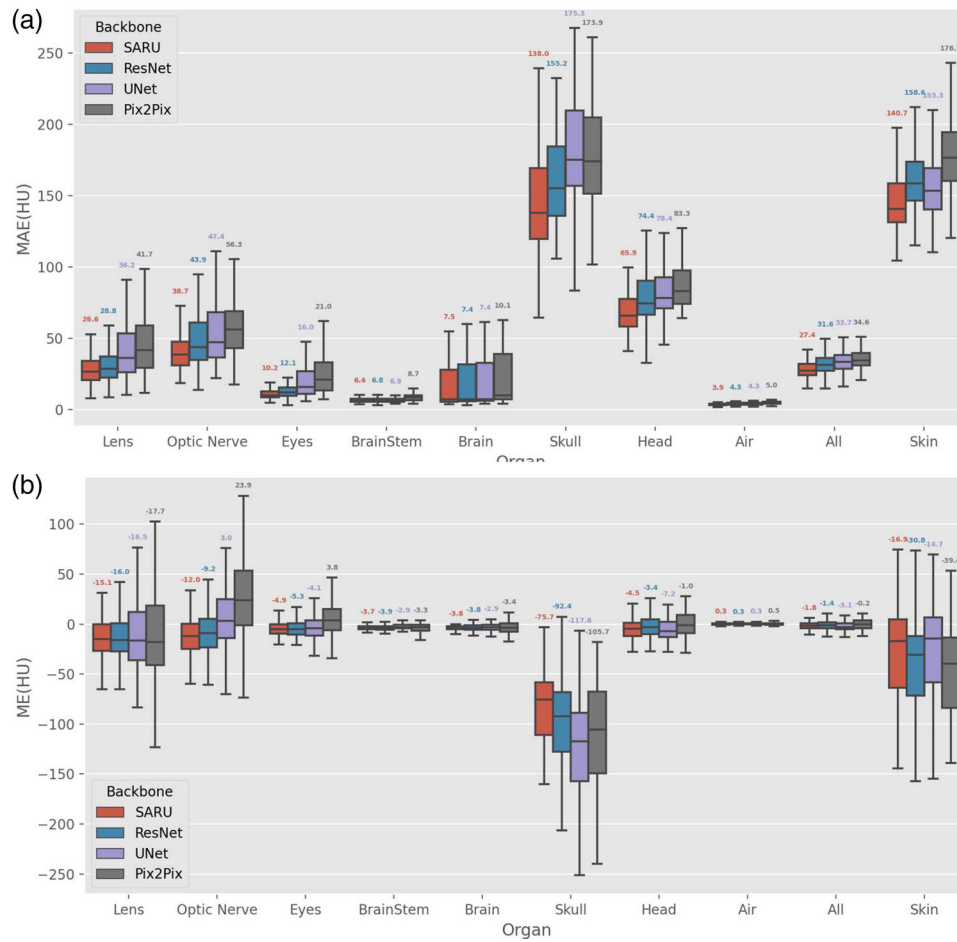 (a)
Backbone
SARU
ResNet
UNet
Pix2Pix
MAE(HU)
250
200
150
100
50
0
26.6 28.8 36.2 41.7
38.7 43.9 47.4 56.3
10.2 12.1 16.0 21.0
6.4 6.8 6.9 8.7
7.5 7.4 7.4 10.1
138.0 155.2 175.3 173.9
65.9 74.4 78.4 83.3
3.9 4.3 4.3 5.0
27.4 31.6 33.7 34.6
140.7 158.6 153.3 176.
Lens Optic Nerve Eyes BrainStem Brain Skull Head Air All Skin
Organ
(b)
ME(HU)
100
50
0
−50
−100
−150
−200
−250
-15.1 -16.0 -16.5 -17.7
-12.0 -9.2 3.0 23.9
-4.9 -5.3 -4.1 3.8
-3.7 -3.9 -2.9 -3.3
-3.8 -3.8 -2.9 -3.4
-75.7 -92.4 -117.6 -105.7
-4.5 -3.4 -7.2 -1.0
0.3 0.3 0.3 0.5
-1.8 -1.4 -3.1 -0.2
-16.9 -30.8 -14.7 -39.
Backbone
SARU
ResNet
UNet
Pix2Pix
Lens Optic Nerve Eyes BrainStem Brain Skull Head Air All Skin
Organ